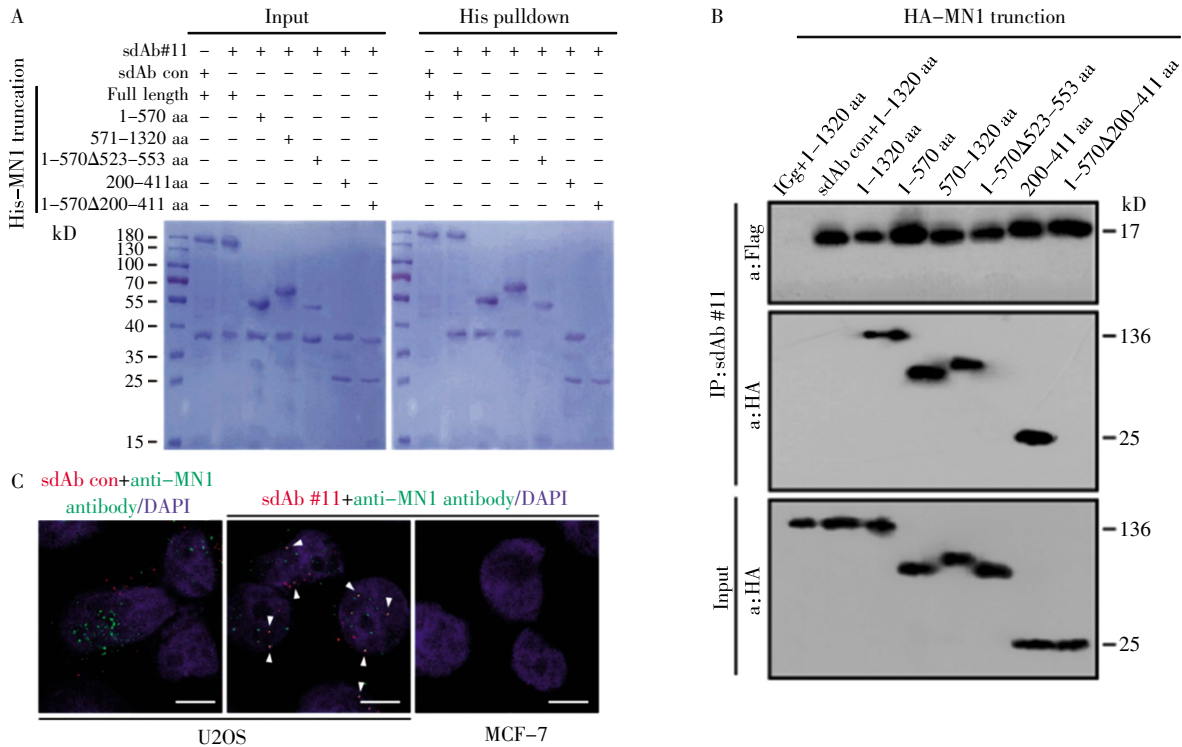 A
Input
His pulldown
sdAb#11 − + + + + + + − + + + + + +
sdAb con + − − − − − − + − − − − − −
Full length + + − − − − − + + − − − − −
1−570 aa − − + − − − − − − + − − − −
571−1320 aa − − − + − − − − − − + − − −
1−570Δ523−553 aa − − − − + − − − − − − + − −
200−411aa − − − − − + − − − − − − + −
1−570Δ200−411 aa − − − − − − + − − − − − − +
His−MN1 truncation
kD
180
130
100
70
55
40
35
25
15
B
HA−MN1 trunction
IGg+1−1320 aa
sdAb con+1−1320 aa
1−1320 aa
1−570 aa
570−1320 aa
1−570Δ523−553 aa
200−411 aa
1−570Δ200−411 aa
kD
IP:sdAb #11
a:Flag
17
a:HA
136
25
Input
a:HA
136
25
C
sdAb con+anti−MN1
antibody/DAPI
sdAb #11+anti−MN1 antibody/DAPI
U2OS
MCF−7